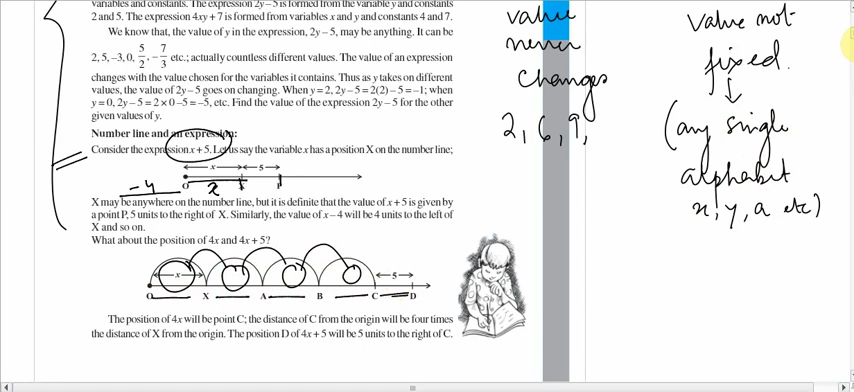 variables and constants. The expression 2y – 5 is formed from the variable y and constants
2 and 5. The expression 4xy + 7 is formed from variables x and y and constants 4 and 7.
We know that, the value of y in the expression, 2y – 5, may be anything. It can be
2, 5, –3, 0, 5/2, –7/3 etc.; actually countless different values. The value of an expression
changes with the value chosen for the variables it contains. Thus as y takes on different
values, the value of 2y – 5 goes on changing. When y = 2, 2y – 5 = 2(2) – 5 = –1; when
y = 0, 2y – 5 = 2 × 0 –5 = –5, etc. Find the value of the expression 2y – 5 for the other
given values of y.
Number line and an expression:
Consider the expression x + 5. Let us say the variable x has a position X on the number line;
x 5
-4
O x P
X may be anywhere on the number line, but it is definite that the value of x + 5 is given by
a point P, 5 units to the right of X. Similarly, the value of x – 4 will be 4 units to the left of
X and so on.
What about the position of 4x and 4x + 5?
x 5
O X A B C D
The position of 4x will be point C; the distance of C from the origin will be four times
the distance of X from the origin. The position D of 4x + 5 will be 5 units to the right of C.
value
never
changes
2, 6, 9,
value not
fixed.
(any single
alphabet
x, y, a etc)